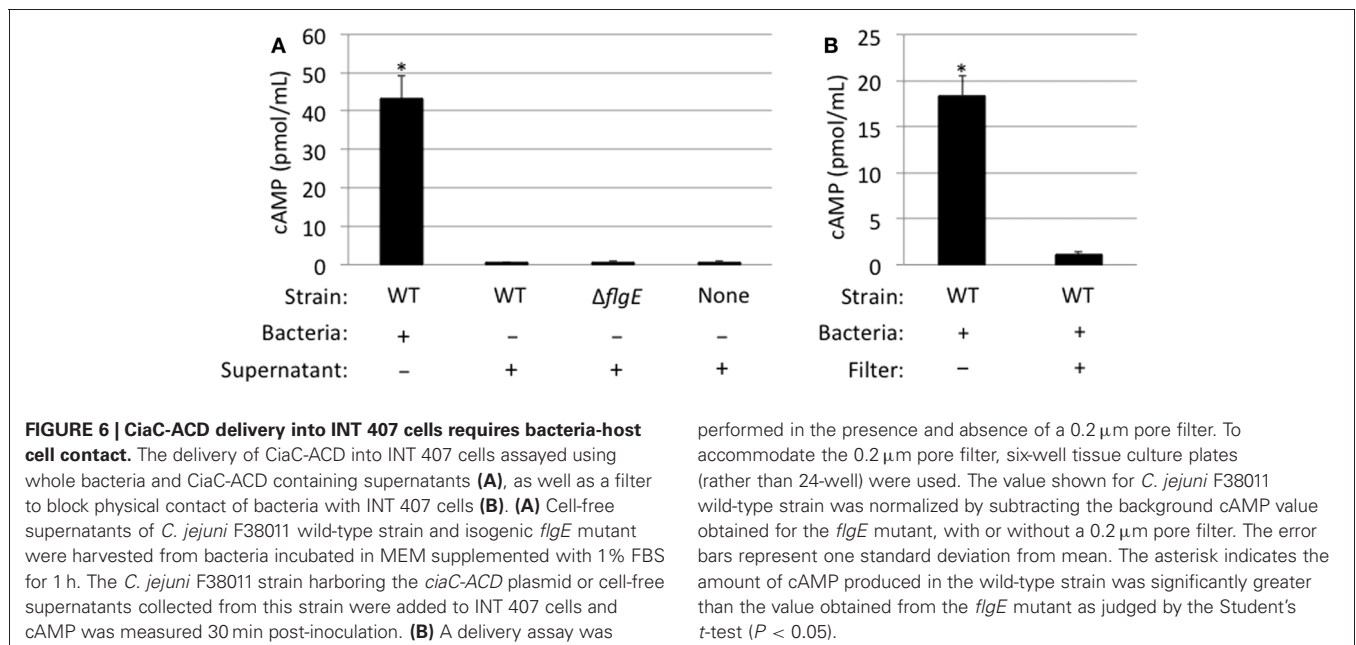 A
60
50
40
30
20
10
0
cAMP (pmol/mL)
*
Strain: WT WT ΔflgE None
Bacteria: + – – –
Supernatant: – + + +
B
25
20
15
10
5
0
cAMP (pmol/mL)
*
Strain: WT WT
Bacteria: + +
Filter: – +
FIGURE 6 | CiaC-ACD delivery into INT 407 cells requires bacteria-host
cell contact. The delivery of CiaC-ACD into INT 407 cells assayed using
whole bacteria and CiaC-ACD containing supernatants (A), as well as a filter
to block physical contact of bacteria with INT 407 cells (B). (A) Cell-free
supernatants of C. jejuni F38011 wild-type strain and isogenic flgE mutant
were harvested from bacteria incubated in MEM supplemented with 1% FBS
for 1 h. The C. jejuni F38011 strain harboring the ciaC-ACD plasmid or cell-free
supernatants collected from this strain were added to INT 407 cells and
cAMP was measured 30 min post-inoculation. (B) A delivery assay was
performed in the presence and absence of a 0.2 μm pore filter. To
accommodate the 0.2 μm pore filter, six-well tissue culture plates
(rather than 24-well) were used. The value shown for C. jejuni F38011
wild-type strain was normalized by subtracting the background cAMP value
obtained for the flgE mutant, with or without a 0.2 μm pore filter. The error
bars represent one standard deviation from mean. The asterisk indicates the
amount of cAMP produced in the wild-type strain was significantly greater
than the value obtained from the flgE mutant as judged by the Student's
t-test (P < 0.05).